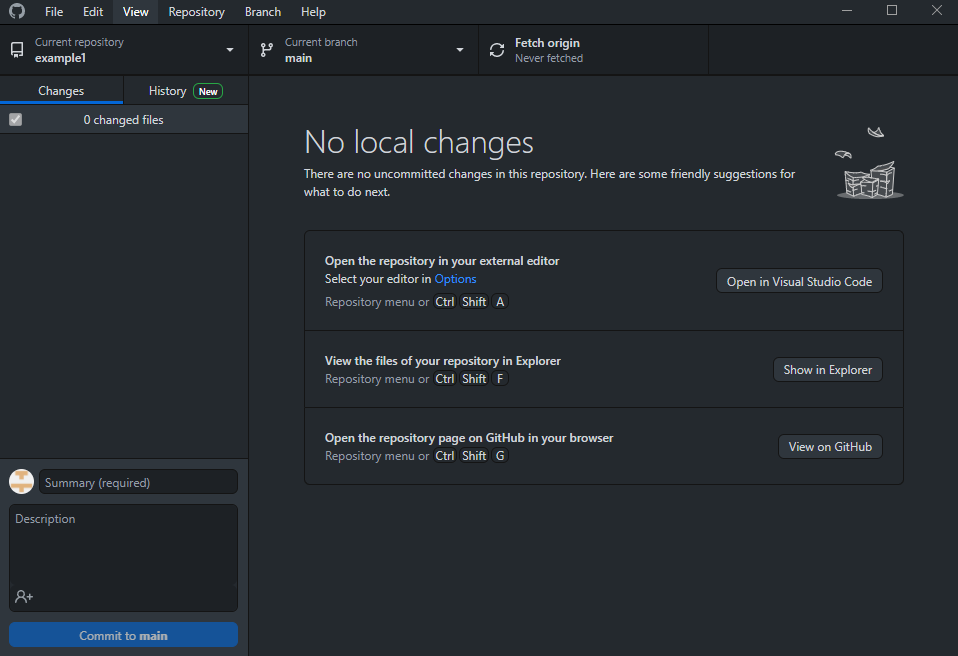 File Edit View Repository Branch Help
Current repository
example1
Current branch
main
Fetch origin
Never fetched
Changes
History New
0 changed files
No local changes
There are no uncommitted changes in this repository. Here are some friendly suggestions for
what to do next.
Open the repository in your external editor
Select your editor in Options
Repository menu or Ctrl Shift A
Open in Visual Studio Code
View the files of your repository in Explorer
Repository menu or Ctrl Shift F
Show in Explorer
Open the repository page on GitHub in your browser
Repository menu or Ctrl Shift G
View on GitHub
Summary (required)
Description
Commit to main